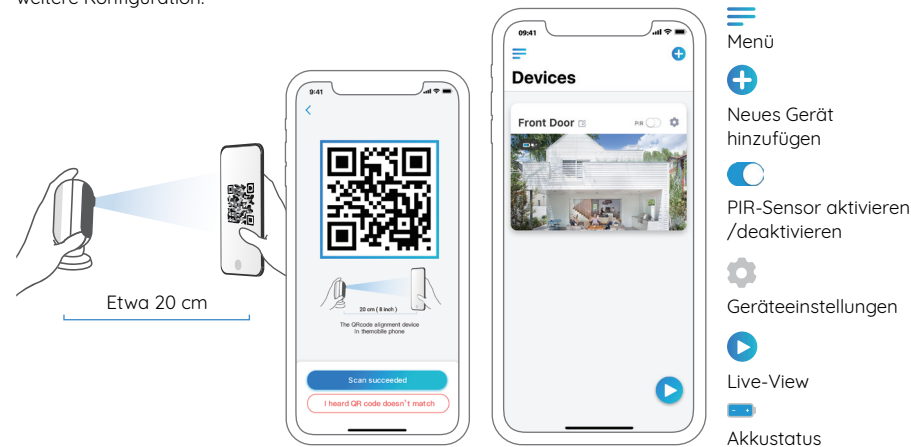 weitere Konfiguration.
Etwa 20 cm
9:41
20 cm ( 8 inch )
The QRcode alignment device
in themobile phone
Scan succeeded
I heard QR code doesn't match
09:41
Devices
Front Door
PIR
Menü
Neues Gerät
hinzufügen
PIR-Sensor aktivieren
/deaktivieren
Geräteeinstellungen
Live-View
Akkustatus